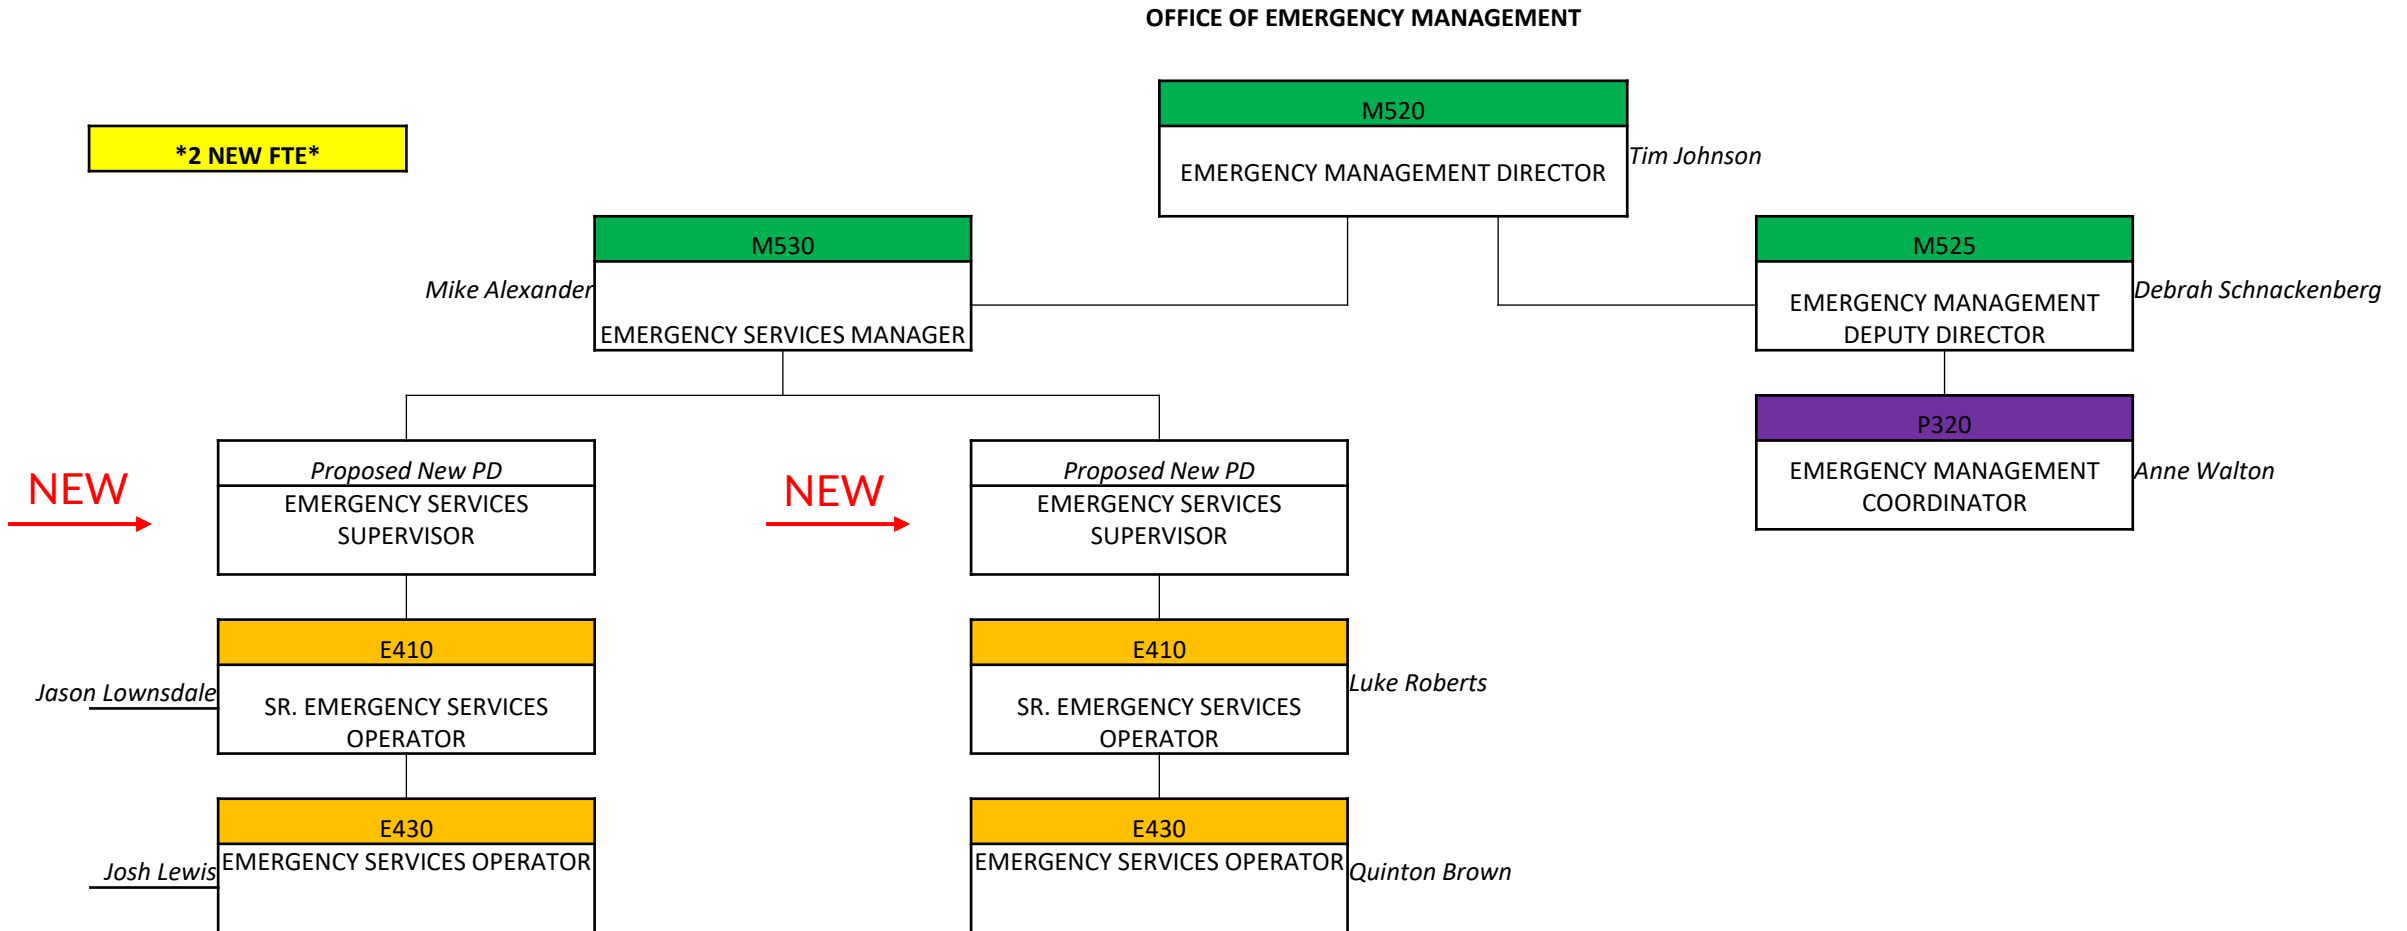 OFFICE OF EMERGENCY MANAGEMENT
M520
*2 NEW FTE*
EMERGENCY MANAGEMENT DIRECTOR
Tim Johnson
M530
Mike Alexander
EMERGENCY SERVICES MANAGER
M525
EMERGENCY MANAGEMENT
DEPUTY DIRECTOR
Debrah Schnackenberg
P320
EMERGENCY MANAGEMENT
COORDINATOR
Anne Walton
NEW
Proposed New PD
EMERGENCY SERVICES
SUPERVISOR
NEW
Proposed New PD
EMERGENCY SERVICES
SUPERVISOR
E410
Jason Lownsdale
SR. EMERGENCY SERVICES
OPERATOR
E410
SR. EMERGENCY SERVICES
OPERATOR
Luke Roberts
E430
Josh Lewis
EMERGENCY SERVICES OPERATOR
E430
EMERGENCY SERVICES OPERATOR
Quinton Brown